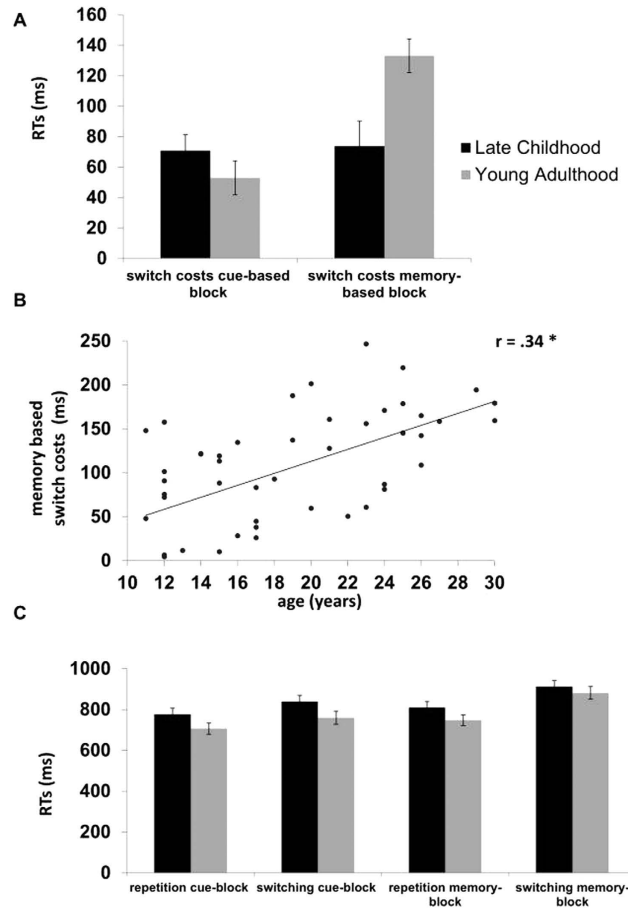 A
160
140
120
100
80
60
40
20
0
RTs (ms)
switch costs cue-based
block
switch costs memory-
based block
Late Childhood
Young Adulthood
B
r = .34 *
250
200
150
100
50
0
memory based
switch costs (ms)
10 12 14 16 18 20 22 24 26 28 30
age (years)
C
1000
800
600
400
200
0
RTs (ms)
repetition cue-block
switching cue-block
repetition memory-
block
switching memory-
block